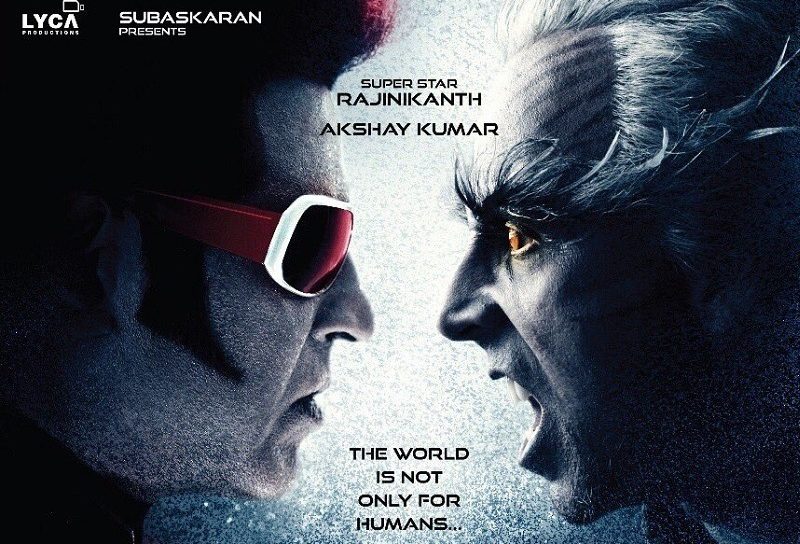 LYCA
PRODUCTIONS
SUBASKARAN
PRESENTS
SUPER STAR
RAJINIKANTH
AKSHAY KUMAR
THE WORLD
IS NOT
ONLY FOR
HUMANS...